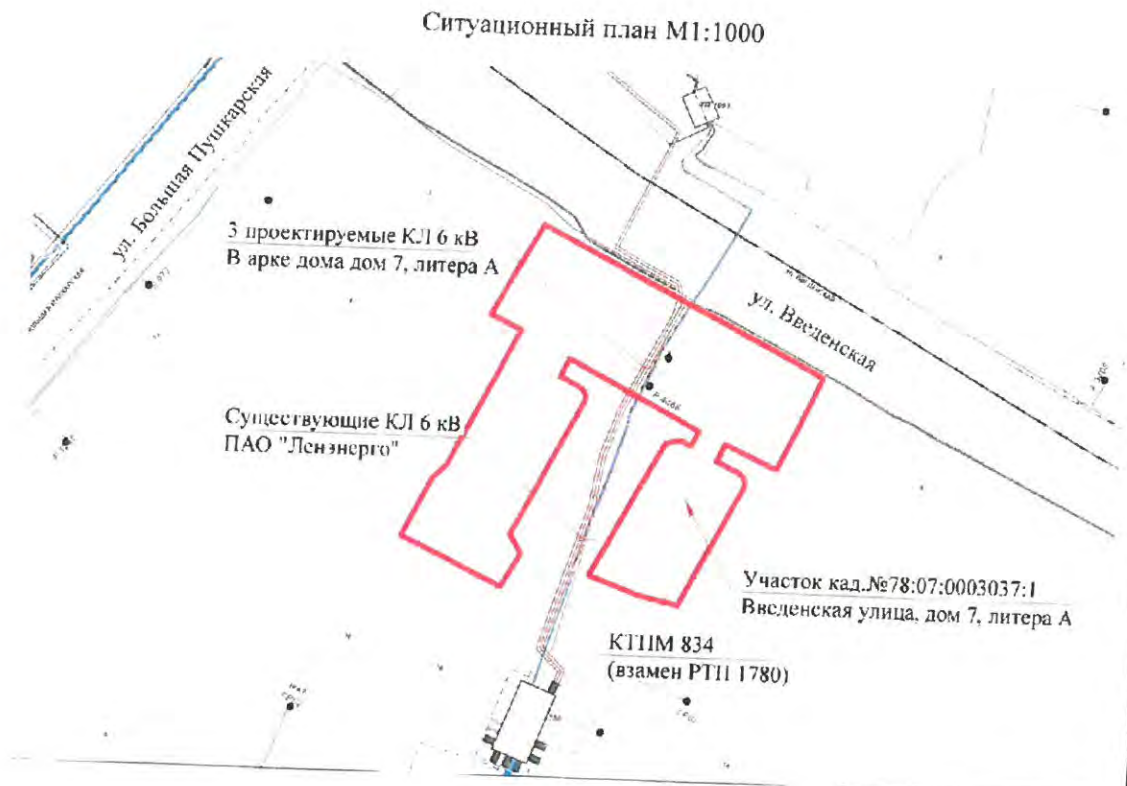 Ситуационный план М1:1000
ул. Большая Пушкарская
3 проектируемые КЛ 6 кВ
В арке дома дом 7, литера А
ул. Введенская
Существующие КЛ 6 кВ
ПАО "Ленэнерго"
Участок кад.№78:07:0003037:1
Введенская улица, дом 7, литера А
КТПМ 834
(взамен РТП 1780)